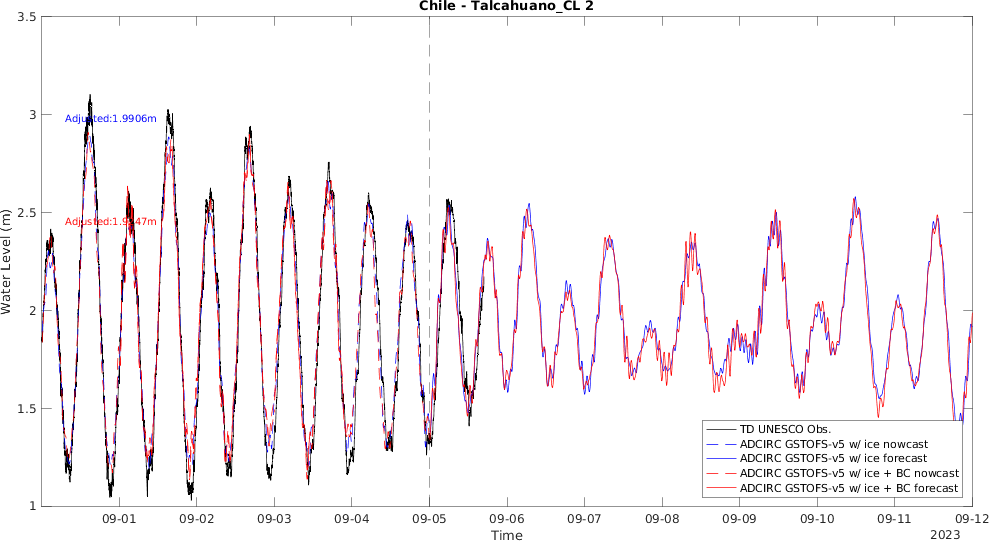 Chile - Talcahuano_CL 2
3.5
3
2.5
2
1.5
1
Water Level (m)
Adjusted:1.9906m
09-01
09-02
09-03
09-04
09-05
09-06
09-07
09-08
09-09
09-10
09-11
09-12
Time
2023
TD UNESCO Obs.
ADCIRC GSTOFS-v5 w/ ice nowcast
ADCIRC GSTOFS-v5 w/ ice forecast
ADCIRC GSTOFS-v5 w/ ice + BC nowcast
ADCIRC GSTOFS-v5 w/ ice + BC forecast